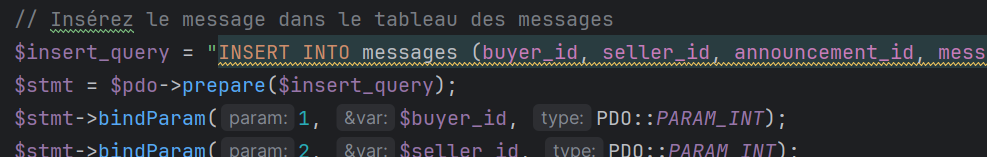 // Insérez le message dans le tableau des messages
$insert_query = "INSERT INTO messages (buyer_id, seller_id, announcement_id, mess
$stmt = $pdo->prepare($insert_query);
$stmt->bindParam( param: 1, &var: $buyer_id, type: PDO::PARAM_INT);
$stmt->bindParam( param: 2, &var: $seller_id, type: PDO::PARAM_INT);